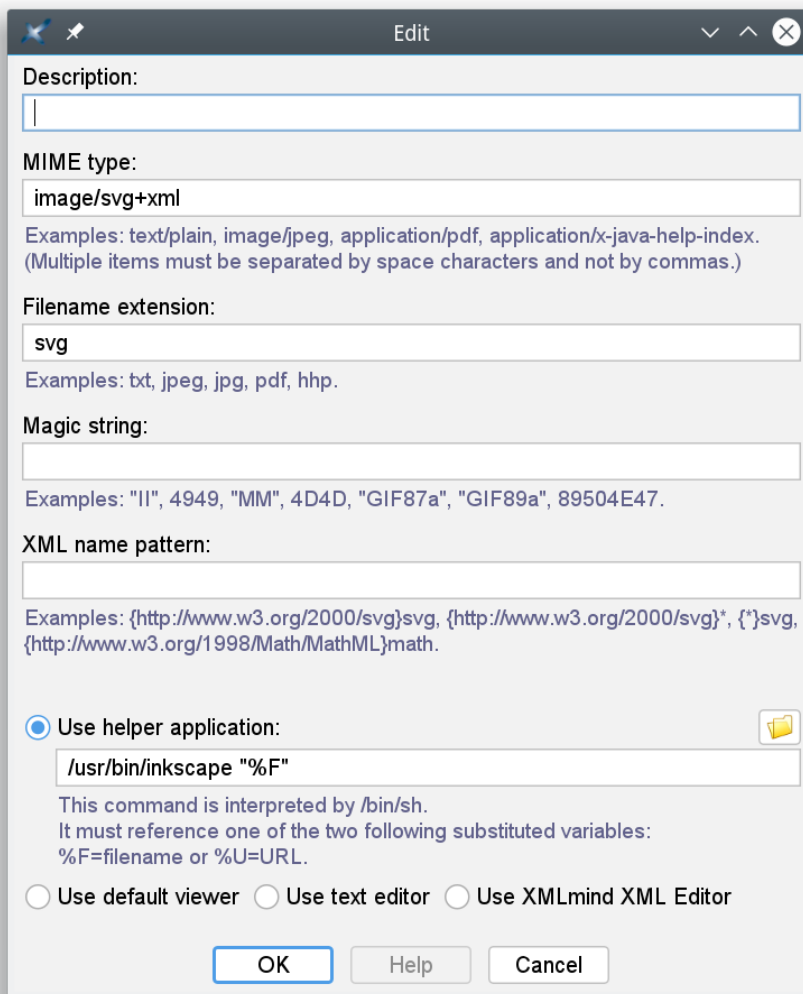 Edit
Description:
MIME type:
image/svg+xml
Examples: text/plain, image/jpeg, application/pdf, application/x-java-help-index.
(Multiple items must be separated by space characters and not by commas.)
Filename extension:
svg
Examples: txt, jpeg, jpg, pdf, hhp.
Magic string:
Examples: "II", 4949, "MM", 4D4D, "GIF87a", "GIF89a", 89504E47.
XML name pattern:
Examples: {http://www.w3.org/2000/svg}svg, {http://www.w3.org/2000/svg}*, {*}svg,
{http://www.w3.org/1998/Math/MathML}math.
Use helper application:
/usr/bin/inkscape "%F"
This command is interpreted by /bin/sh.
It must reference one of the two following substituted variables:
%F=filename or %U=URL.
Use default viewer Use text editor Use XMLmind XML Editor
OK Help Cancel